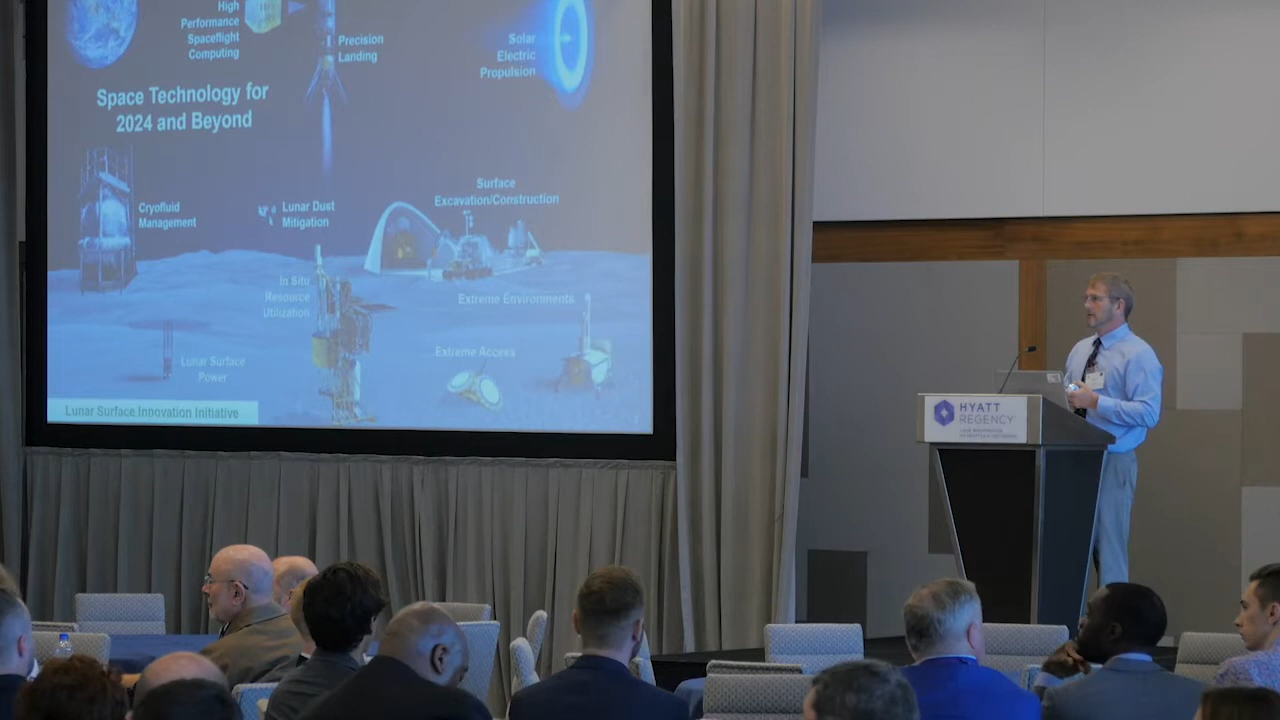 High
Performance
Spaceflight
Computing
Precision
Landing
Solar
Electric
Propulsion
Space Technology for
2024 and Beyond
Cryofluid
Management
Lunar Dust
Mitigation
Surface
Excavation/Construction
In Situ
Resource
Utilization
Extreme Environments
Lunar Surface
Power
Extreme Access
Lunar Surface Innovation Initiative
HYATT
REGENCY